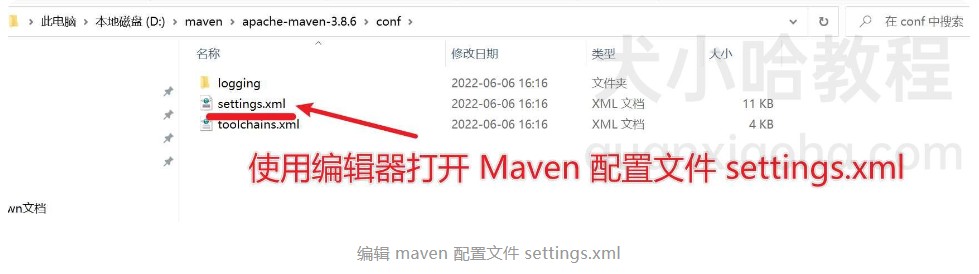 此电脑 › 本地磁盘 (D:) › maven › apache-maven-3.8.6 › conf ›
在 conf 中搜索
名称 修改日期 类型 大小
logging 2022-06-06 16:16 文件夹
settings.xml 2022-06-06 16:16 XML 文档 11 KB
toolchains.xml 2022-06-06 16:16 XML 文档 4 KB
犬小哈教程
quanxiaoha.com
使用编辑器打开 Maven 配置文件 settings.xml
wn文档
编辑 maven 配置文件 settings.xml